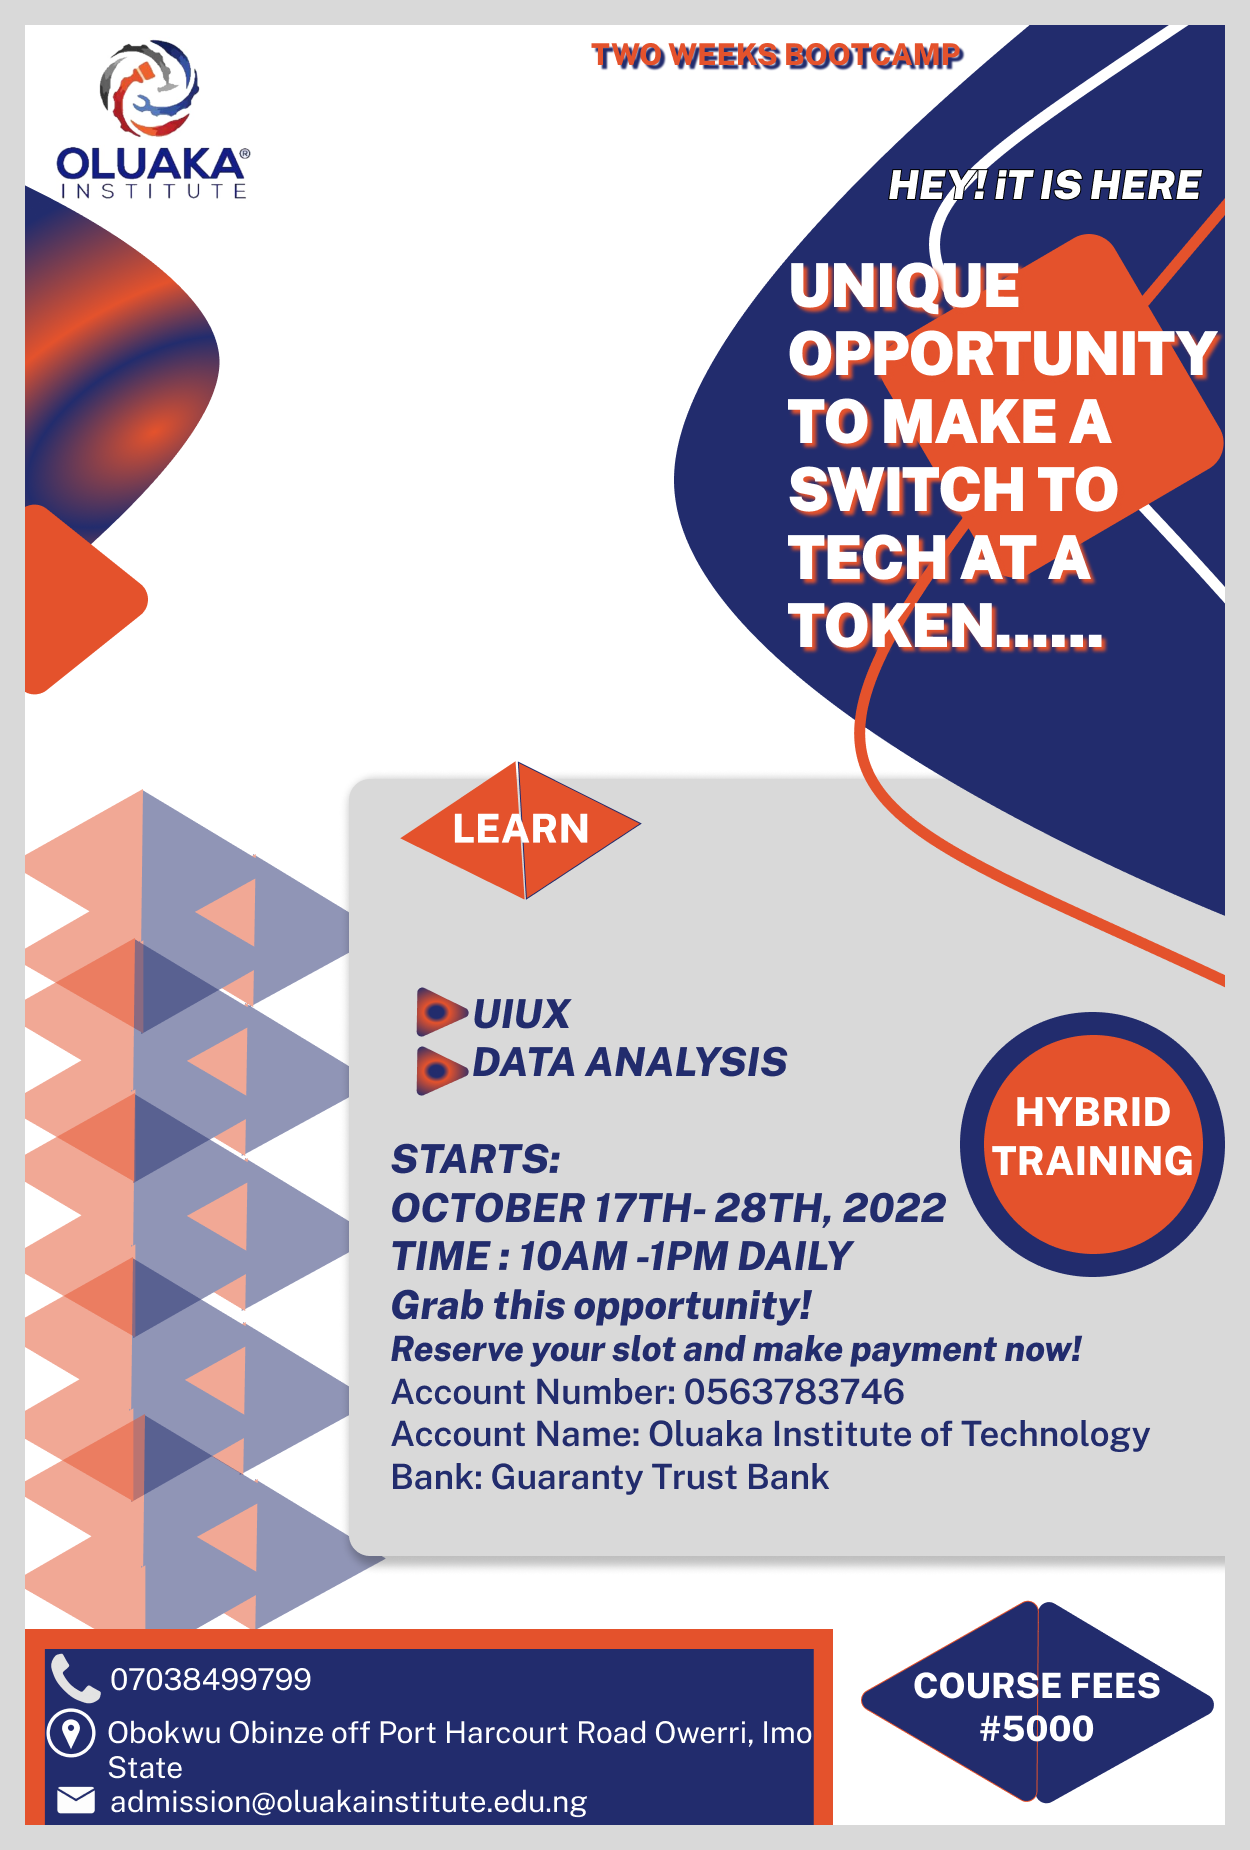 OLUAKA®
INSTITUTE
TWO WEEKS BOOTCAMP
HEY! iT IS HERE
UNIQUE
OPPORTUNITY
TO MAKE A
SWITCH TO
TECH AT A
TOKEN......
LEARN
UIUX
DATA ANALYSIS
HYBRID
TRAINING
STARTS:
OCTOBER 17TH- 28TH, 2022
TIME : 10AM -1PM DAILY
Grab this opportunity!
Reserve your slot and make payment now!
Account Number: 0563783746
Account Name: Oluaka Institute of Technology
Bank: Guaranty Trust Bank
07038499799
Obokwu Obinze off Port Harcourt Road Owerri, Imo
State
admission@oluakainstitute.edu.ng
COURSE FEES
#5000